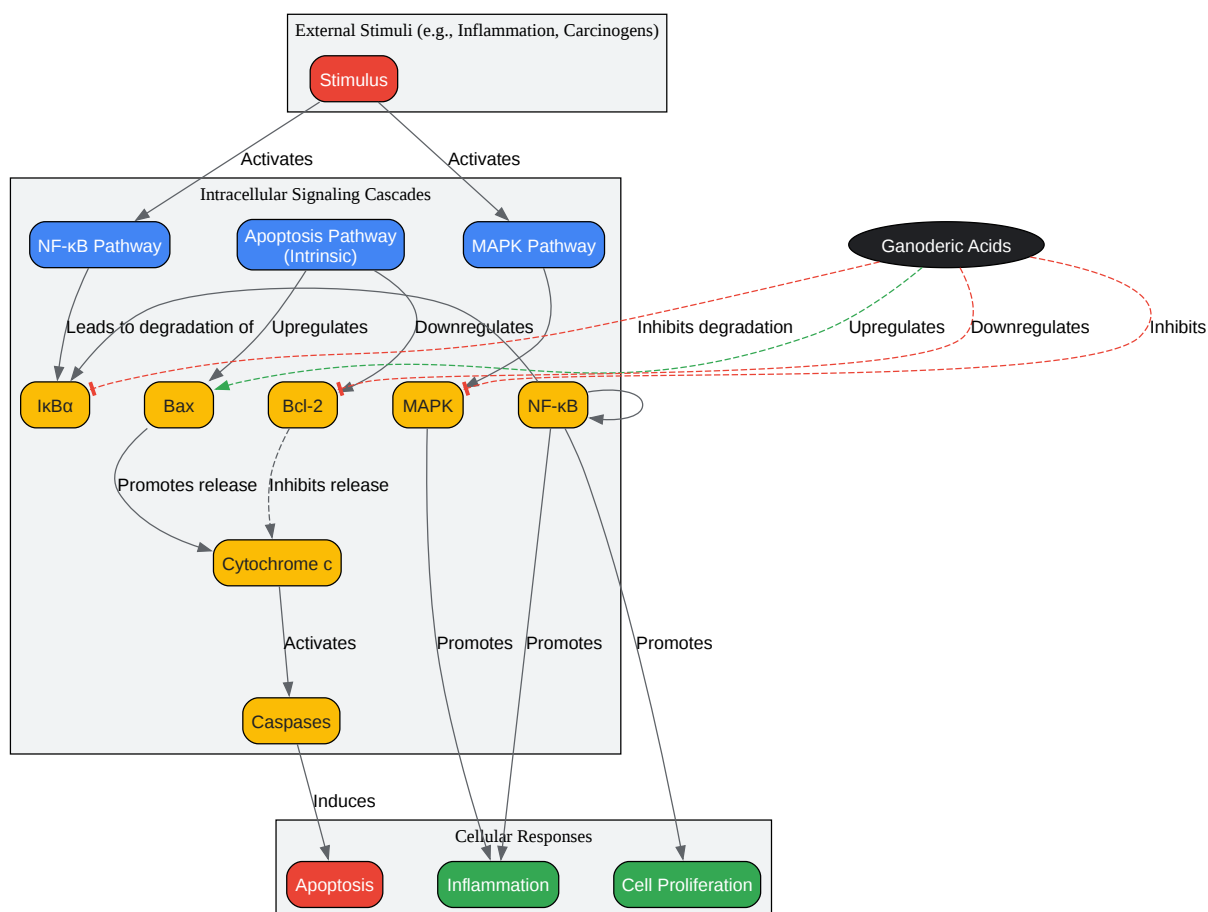 External Stimuli (e.g., Inflammation, Carcinogens)
Stimulus
Activates
Activates
Intracellular Signaling Cascades
NF-κB Pathway
Apoptosis Pathway
(Intrinsic)
MAPK Pathway
Ganoderic Acids
Leads to degradation of
Upregulates
Downregulates
Inhibits degradation
Upregulates
Downregulates
Inhibits
IκBα
Bax
Bcl-2
MAPK
NF-κB
Promotes release
Inhibits release
Cytochrome c
Activates
Promotes
Promotes
Promotes
Caspases
Induces
Cellular Responses
Apoptosis
Inflammation
Cell Proliferation